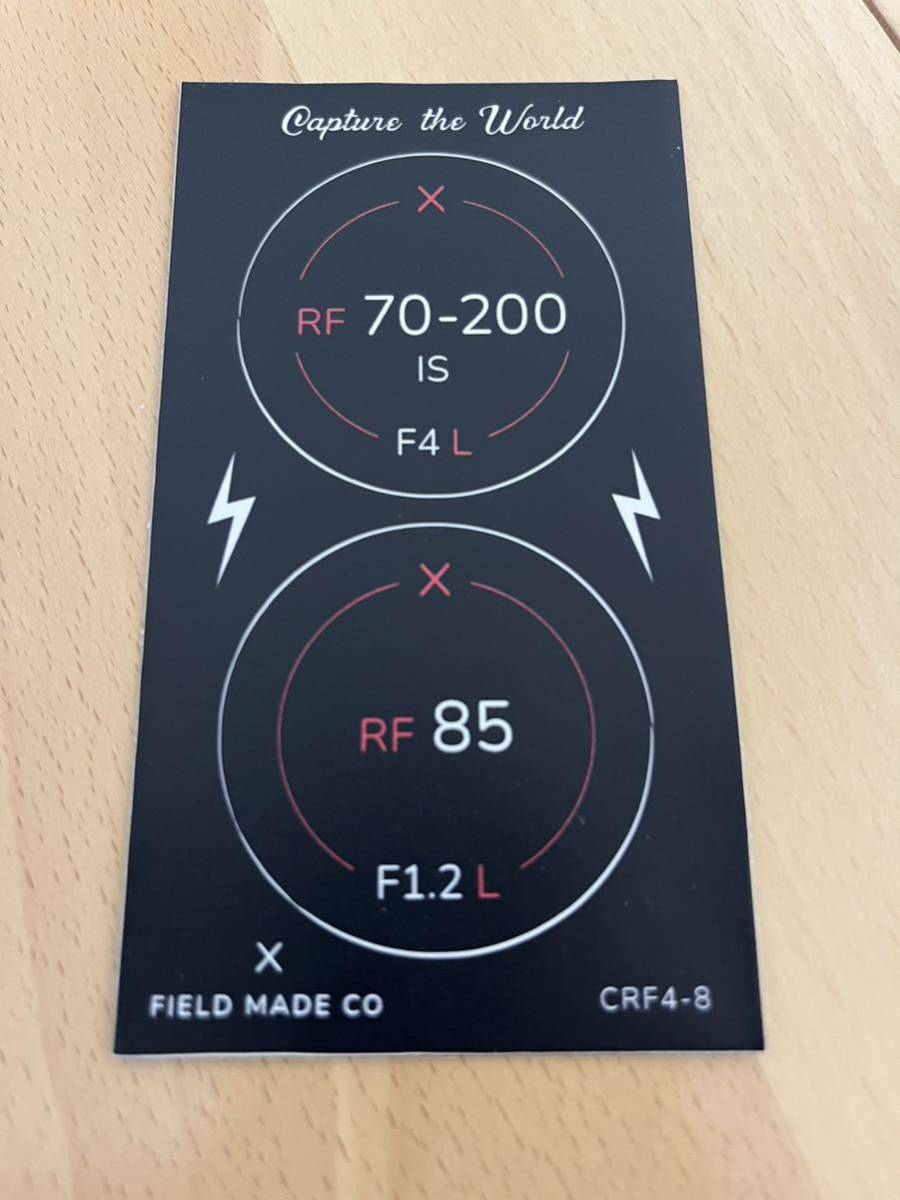 Capture the World
X
RF 70-200
IS
F4 L
X
RF 85
F1.2 L
X
FIELD MADE CO
CRF4-8